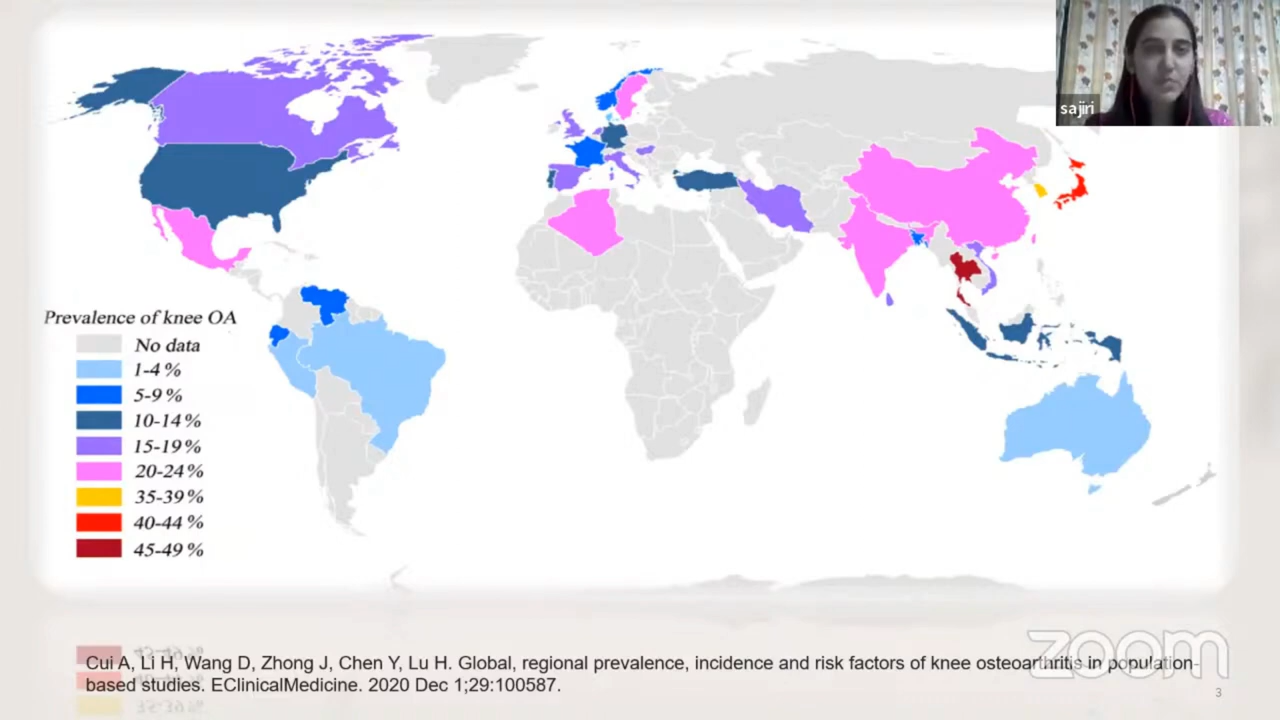 sajiri
Prevalence of knee OA
No data
1-4 %
5-9 %
10-14 %
15-19 %
20-24 %
35-39 %
40-44 %
45-49 %
zoom
Cui A, Li H, Wang D, Zhong J, Chen Y, Lu H. Global, regional prevalence, incidence and risk factors of knee osteoarthritis in population-
based studies. EClinicalMedicine. 2020 Dec 1;29:100587.
3